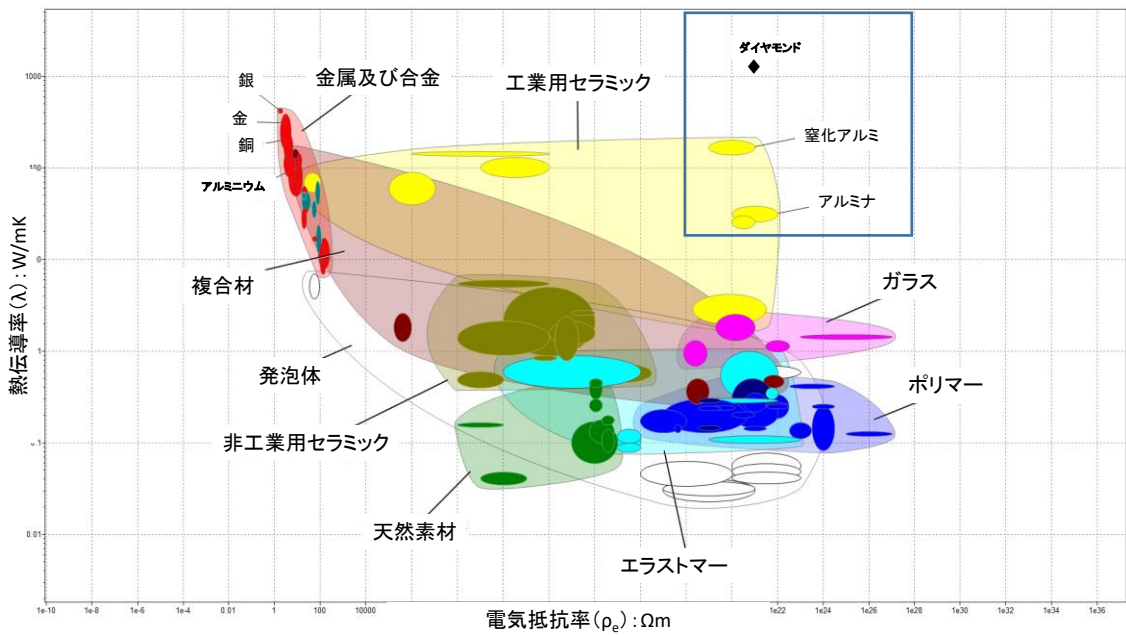 ダイヤモンド
1000
銀
金属及び合金
工業用セラミック
金
銅
窒化アルミ
100
アルミニウム
アルミナ
熱伝導率(λ):W/mK
0
複合材
ガラス
1
発泡体
ポリマー
非工業用セラミック
0.1
天然素材
0.01
エラストマー
1e-10
1e-8
1e-6
1e-4
0.01
1
100
10000
1e22
1e24
1e26
1e28
1e30
1e32
1e34
1e36
電気抵抗率(ρe):Ωm